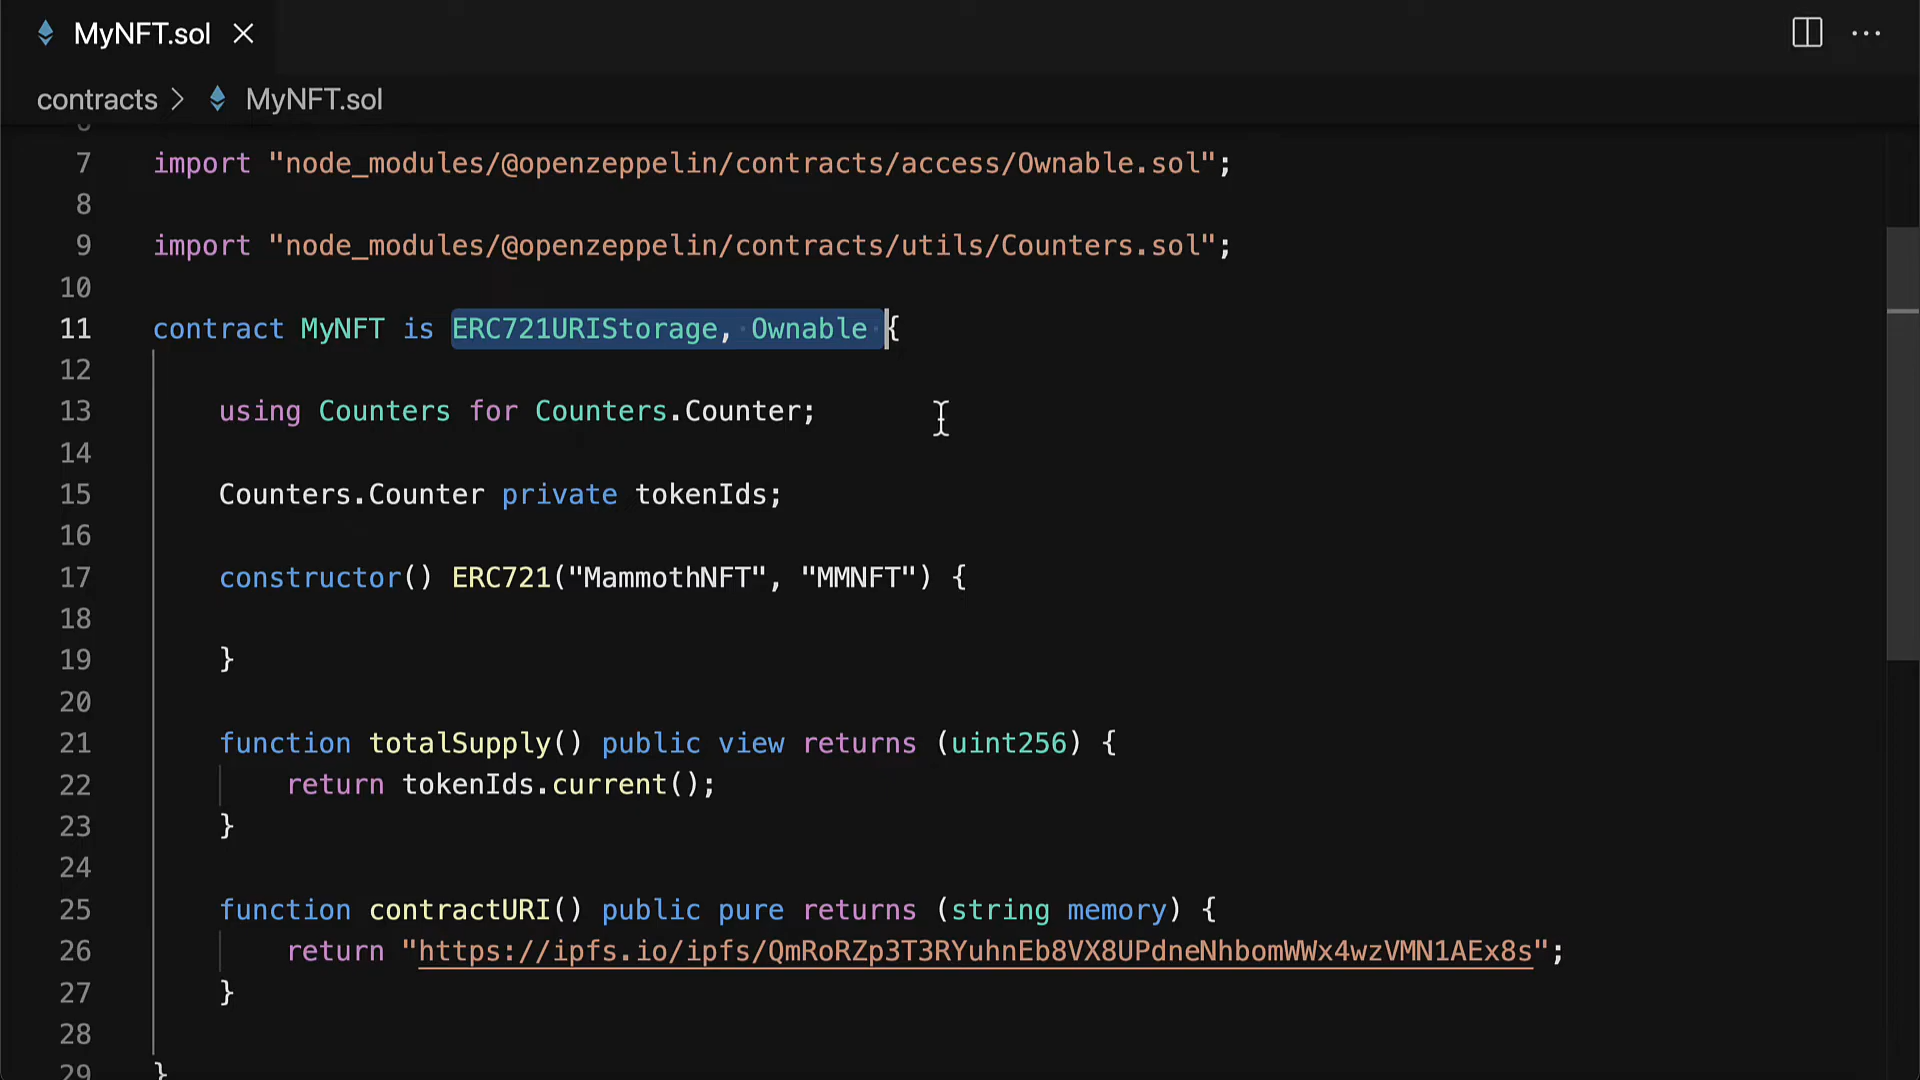 MyNFT.sol
contracts > MyNFT.sol
7 import "node_modules/@openzeppelin/contracts/access/Ownable.sol";
8
9 import "node_modules/@openzeppelin/contracts/utils/Counters.sol";
10
11 contract MyNFT is ERC721URIStorage, Ownable {
12
13 using Counters for Counters.Counter;
14
15 Counters.Counter private tokenIds;
16
17 constructor() ERC721("MammothNFT", "MMNFT") {
18
19 }
20
21 function totalSupply() public view returns (uint256) {
22 return tokenIds.current();
23 }
24
25 function contractURI() public pure returns (string memory) {
26 return "https://ipfs.io/ipfs/QmRoRZp3T3RYuhnEb8VX8UPdneNhbomWWx4wzVMN1AEx8s";
27 }
28
29 }